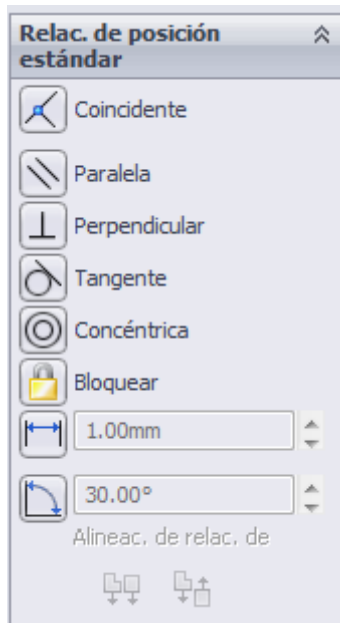 Relac. de posición
estándar
Coincidente
Paralela
Perpendicular
Tangente
Concéntrica
Bloquear
1.00mm
30.00°
Alineac. de relac. de